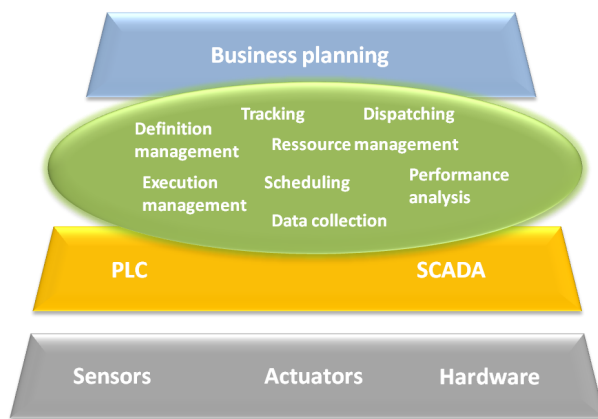 Business planning
Tracking
Dispatching
Definition
management
Ressource management
Execution
management
Scheduling
Performance
analysis
Data collection
PLC
SCADA
Sensors
Actuators
Hardware